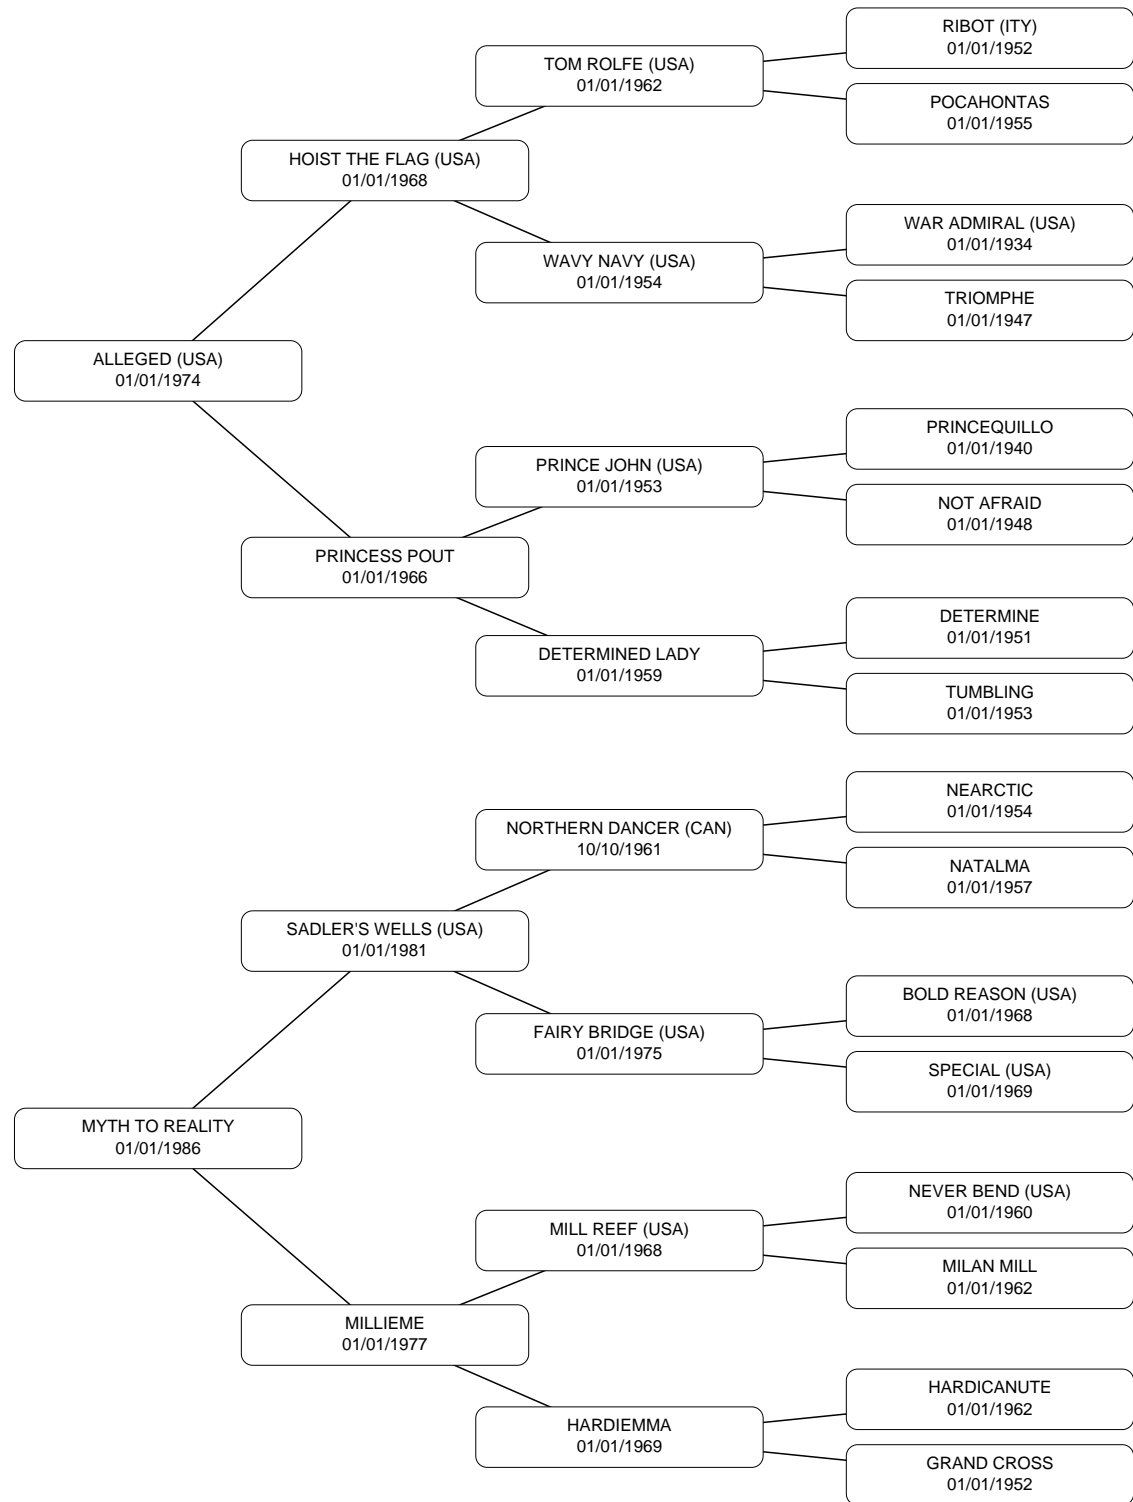 RIBOT (ITY)
01/01/1952
TOM ROLFE (USA)
01/01/1962
POCAHONTAS
01/01/1955
HOIST THE FLAG (USA)
01/01/1968
WAR ADMIRAL (USA)
01/01/1934
WAVY NAVY (USA)
01/01/1954
TRIOMPHE
01/01/1947
ALLEGED (USA)
01/01/1974
PRINCEQUILLO
01/01/1940
PRINCE JOHN (USA)
01/01/1953
NOT AFRAID
01/01/1948
PRINCESS POUT
01/01/1966
DETERMINE
01/01/1951
DETERMINED LADY
01/01/1959
TUMBLING
01/01/1953
NEARCTIC
01/01/1954
NORTHERN DANCER (CAN)
10/10/1961
NATALMA
01/01/1957
SADLER'S WELLS (USA)
01/01/1981
BOLD REASON (USA)
01/01/1968
FAIRY BRIDGE (USA)
01/01/1975
SPECIAL (USA)
01/01/1969
MYTH TO REALITY
01/01/1986
NEVER BEND (USA)
01/01/1960
MILL REEF (USA)
01/01/1968
MILAN MILL
01/01/1962
MILLIEME
01/01/1977
HARDICANUTE
01/01/1962
HARDIEMMA
01/01/1969
GRAND CROSS
01/01/1952